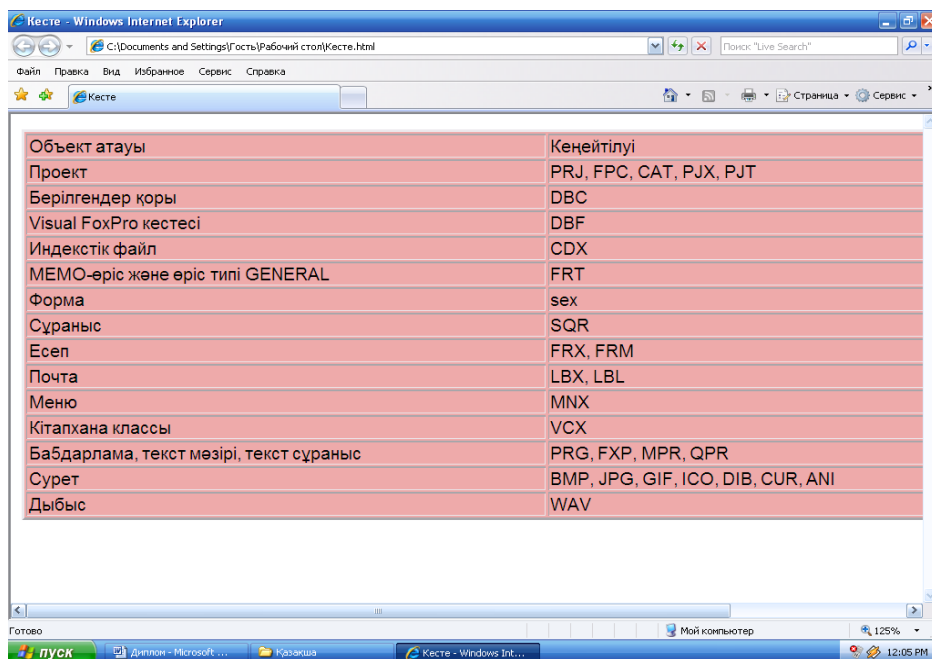 Кесте - Windows Internet Explorer
C:\Documents and Settings\Гость\Рабочий стол\Кесте.html
Поиск "Live Search"
Файл Правка Вид Избранное Сервис Справка
Кесте
Страница Сервис
Объект атауы Кеңейтілуі
Проект PRJ, FPC, CAT, PJX, PJT
Берілгендер қоры DBC
Visual FoxPro кестесі DBF
Индекстік файл CDX
МЕМО-өріс және өріс типі GENERAL FRT
Форма sex
Сұраныс SQR
Есеп FRX, FRM
Почта LBX, LBL
Меню MNX
Кітапхана классы VCX
Ба5дарлама, текст мәзірі, текст сұраныс PRG, FXP, MPR, QPR
Сурет BMP, JPG, GIF, ICO, DIB, CUR, ANI
Дыбыс WAV
Готово Мой компьютер 125%
пуск Диплом - Microsoft ... Қазақша Кесте - Windows Int... 12:05 PM